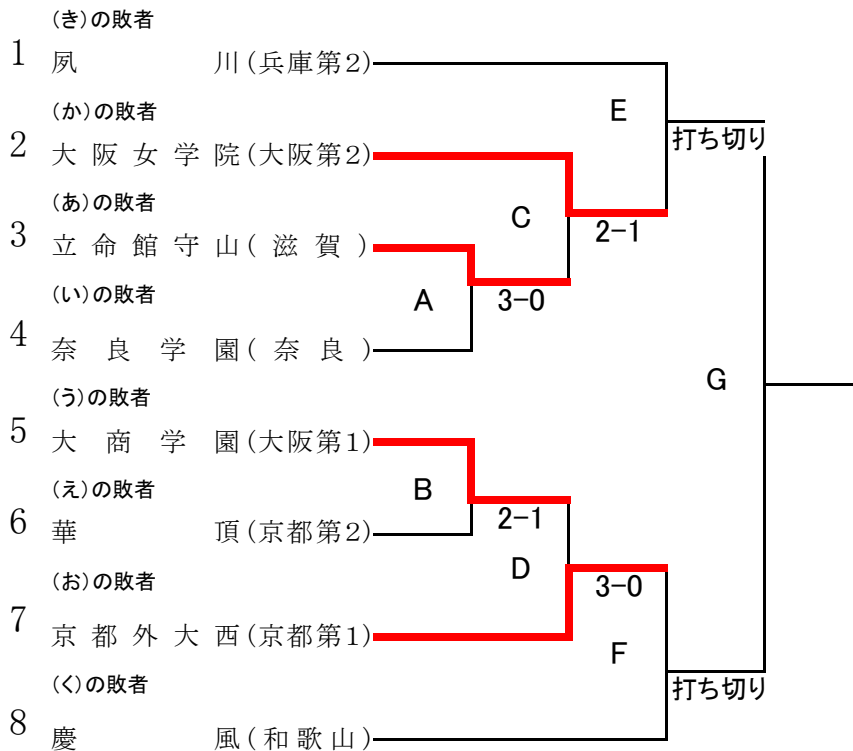 (き)の敗者
1 夙川(兵庫第2)
E
打ち切り
(か)の敗者
2 大阪女学院(大阪第2)
C
2-1
(あ)の敗者
3 立命館守山(滋賀)
A
3-0
(い)の敗者
4 奈良学園(奈良)
G
(う)の敗者
5 大商学園(大阪第1)
B
2-1
(え)の敗者
6 華頂(京都第2)
D
3-0
(お)の敗者
7 京都外大西(京都第1)
F
打ち切り
(く)の敗者
8 慶風(和歌山)